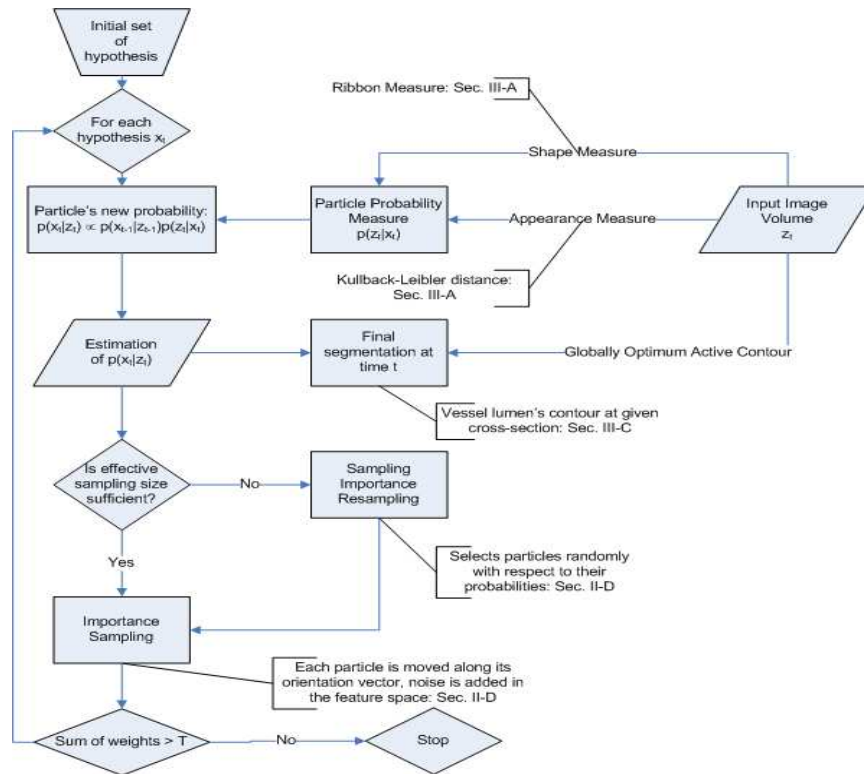 Initial set
of
hypothesis
Ribbon Measure: Sec. III-A
For each
hypothesis xₜ
Shape Measure
Particle's new probability:
p(xₜ|zₜ) ∝ p(xₜ₋₁|zₜ₋₁)p(zₜ|xₜ)
Particle Probability
Measure
p(zₜ|xₜ)
Appearance Measure
Input Image
Volume
zₜ
Kullback-Leibler distance:
Sec. III-A
Estimation
of p(xₜ|zₜ)
Final
segmentation at
time t
Globally Optimum Active Contour
Vessel lumen's contour at given
cross-section: Sec. III-C
Is effective
sampling size
sufficient?
No
Sampling
Importance
Resampling
Yes
Selects particles randomly
with respect to their
probabilities: Sec. II-D
Importance
Sampling
Each particle is moved along its
orientation vector, noise is added in
the feature space: Sec. II-D
Sum of weights > T
No
Stop